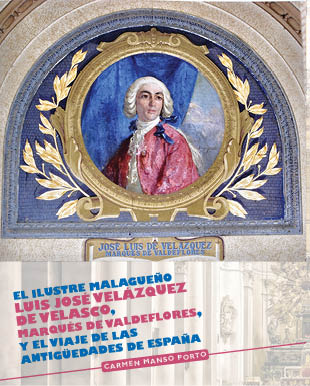 JOSÉ LUIS DE VELÁZQUEZ
MARQUÉS DE VALDEFLORES
EL ILUSTRE MALAGUEÑO
LUIS JOSÉ VELÁZQUEZ
DE VELASCO,
MARQUÉS DE VALDEFLORES,
Y EL VIAJE DE LAS
ANTIGÜEDADES DE ESPAÑA
CARMEN MANSO PORTO